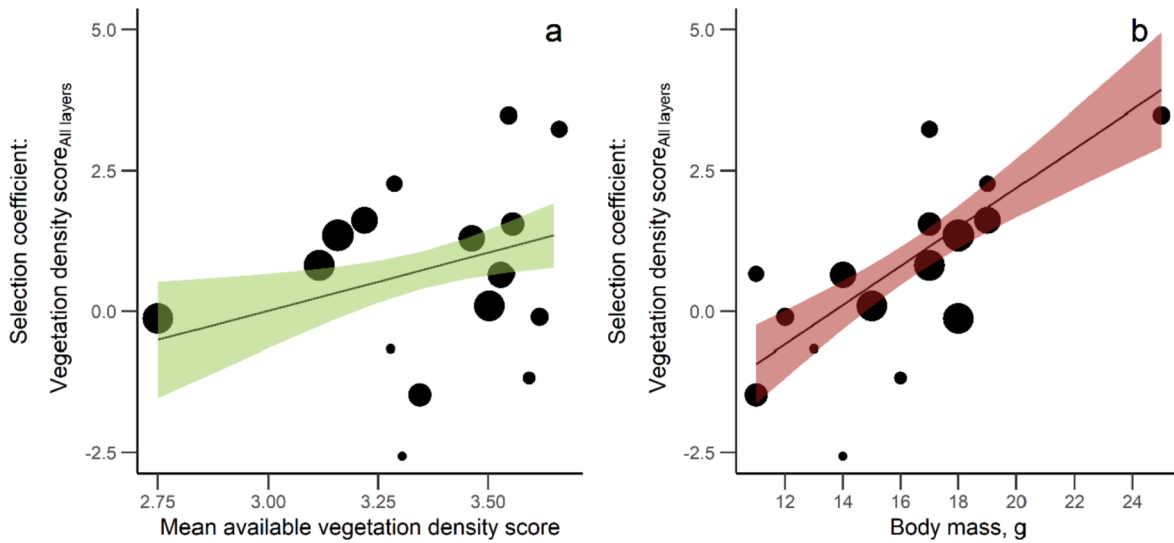 a
5.0
2.5
0.0
-2.5
Selection coefficient:
Vegetation density scoreAll layers
2.75 3.00 3.25 3.50
Mean available vegetation density score
b
5.0
2.5
0.0
-2.5
Selection coefficient:
Vegetation density scoreAll layers
12 14 16 18 20 22 24
Body mass, g